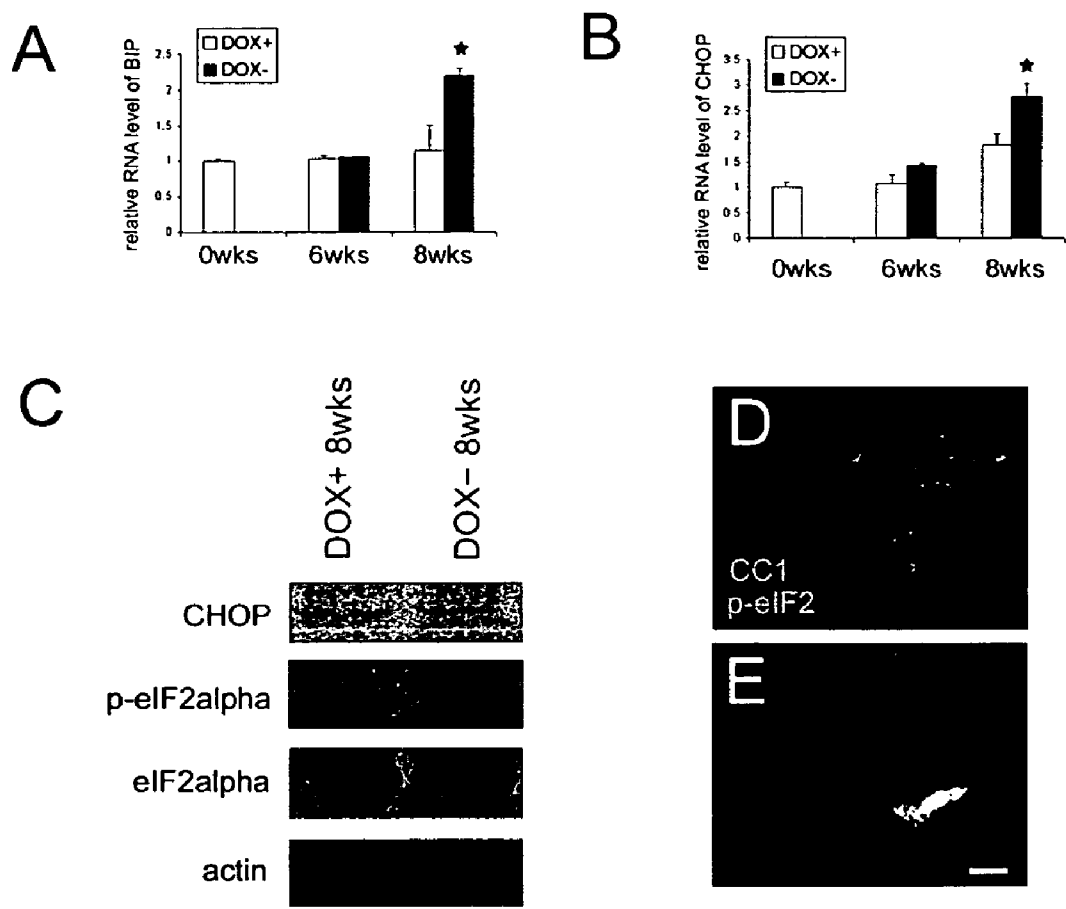 A
DOX+
DOX-
relative RNA level of BIP
2.5
2
1.5
1
0.5
0
0wks
6wks
8wks
B
DOX+
DOX-
relative RNA level of CHOP
3.5
3
2.5
2
1.5
1
0.5
0
0wks
6wks
8wks
C
DOX+ 8wks
DOX- 8wks
CHOP
p-eIF2alpha
eIF2alpha
actin
D
CC1
p-eIF2
E